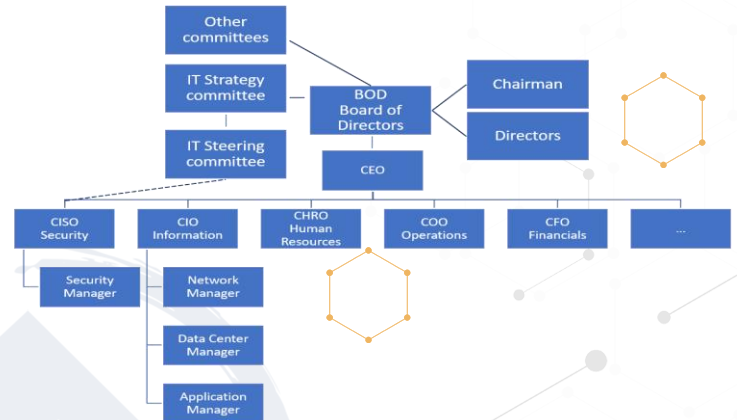 Other
committees
IT Strategy
committee
IT Steering
committee
BOD
Board of
Directors
Chairman
Directors
CEO
CISO
Security
CIO
Information
CHRO
Human
Resources
COO
Operations
CFO
Financials
...
Security
Manager
Network
Manager
Data Center
Manager
Application
Manager